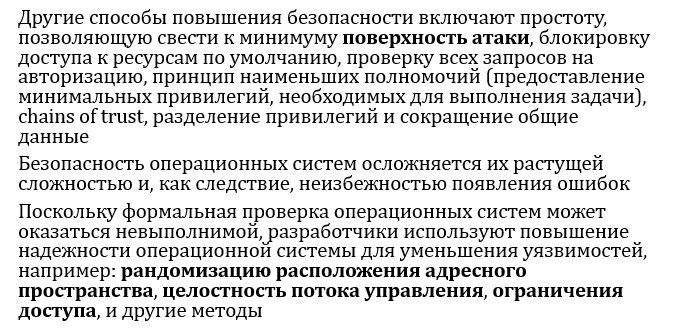 Другие способы повышения безопасности включают простоту,
позволяющую свести к минимуму поверхность атаки, блокировку
доступа к ресурсам по умолчанию, проверку всех запросов на
авторизацию, принцип наименьших полномочий (предоставление
минимальных привилегий, необходимых для выполнения задачи),
chains of trust, разделение привилегий и сокращение общие
данные
Безопасность операционных систем осложняется их растущей
сложностью и, как следствие, неизбежностью появления ошибок
Поскольку формальная проверка операционных систем может
оказаться невыполнимой, разработчики используют повышение
надежности операционной системы для уменьшения уязвимостей,
например: рандомизацию расположения адресного
пространства, целостность потока управления, ограничения
доступа, и другие методы